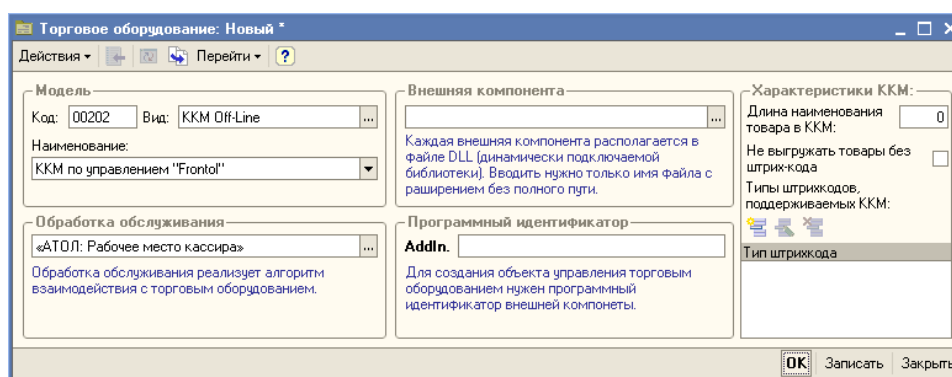 Торговое оборудование: Новый *
Действия Перейти ?
Модель
Код: 00202 Вид: ККМ Off-Line ...
Наименование:
ККМ по управлением "Frontol"
Обработка обслуживания
«АТОЛ: Рабочее место кассира» ...
Обработка обслуживания реализует алгоритм
взаимодействия с торговым оборудованием.
Внешняя компонента
...
Каждая внешняя компонента располагается в
файле DLL (динамически подключаемой
библиотеки). Вводить нужно только имя файла с
раширением без полного пути.
Программный идентификатор
AddIn.
Для создания объекта управления торговым
оборудованием нужен программный
идентификатор внешней компонеты.
Характеристики ККМ:
Длина наименования
товара в ККМ: 0
Не выгружать товары без
штрих-кода
Типы штрихкодов,
поддерживаемых ККМ:
Тип штрихкода
OK Записать Закрыть